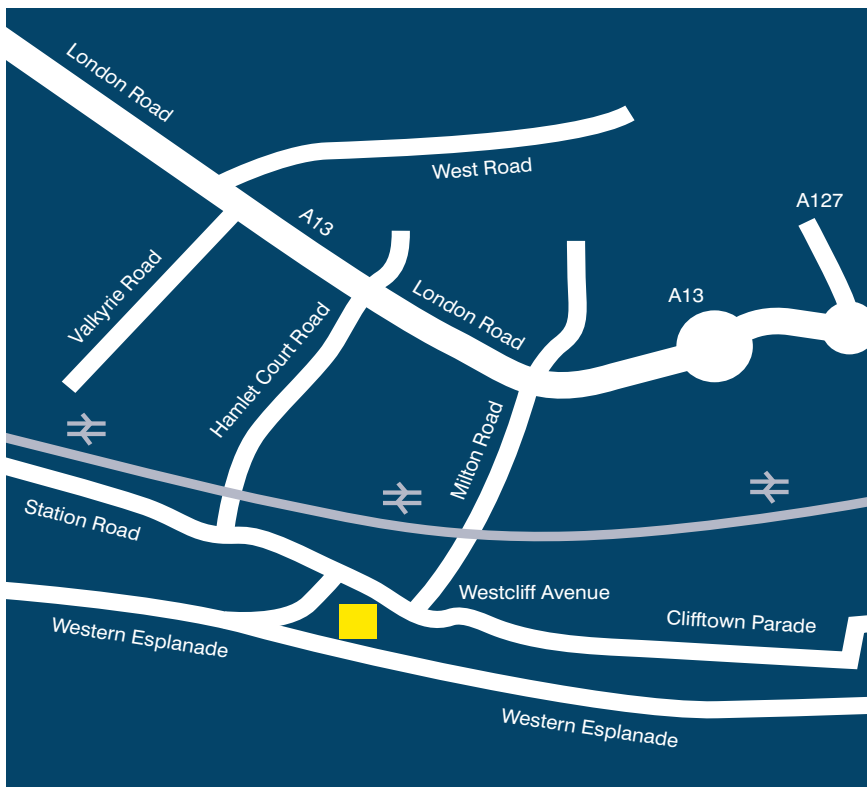 London Road
West Road
A127
A13
Valkyrie Road
A13
London Road
Hamlet Court Road
Milton Road
Station Road
Westcliff Avenue
Clifftown Parade
Western Esplanade
Western Esplanade